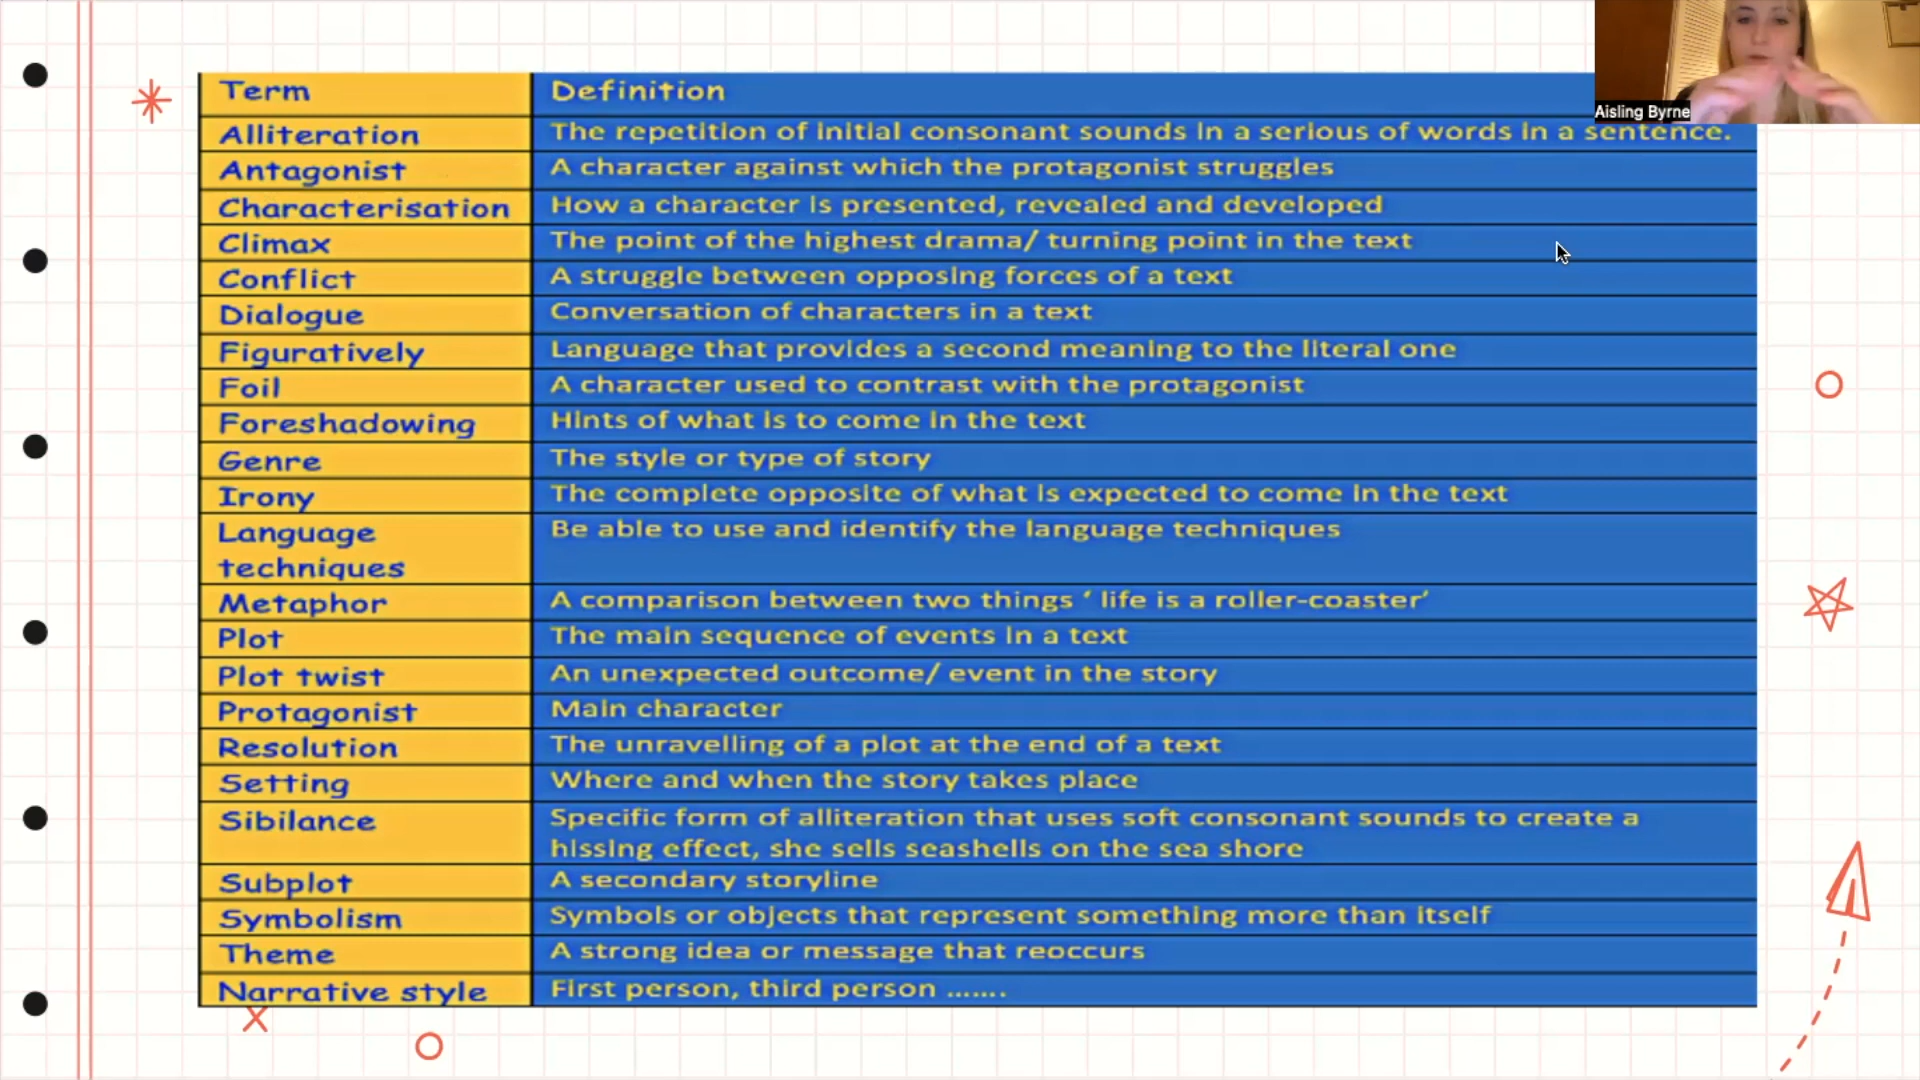 Aisling Byrne
Term Definition
Alliteration The repetition of initial consonant sounds in a serious of words in a sentence.
Antagonist A character against which the protagonist struggles
Characterisation How a character is presented, revealed and developed
Climax The point of the highest drama/ turning point in the text
Conflict A struggle between opposing forces of a text
Dialogue Conversation of characters in a text
Figuratively Language that provides a second meaning to the literal one
Foil A character used to contrast with the protagonist
Foreshadowing Hints of what is to come in the text
Genre The style or type of story
Irony The complete opposite of what is expected to come in the text
Language Be able to use and identify the language techniques
techniques
Metaphor A comparison between two things ‘ life is a roller-coaster’
Plot The main sequence of events in a text
Plot twist An unexpected outcome/ event in the story
Protagonist Main character
Resolution The unravelling of a plot at the end of a text
Setting Where and when the story takes place
Sibilance Specific form of alliteration that uses soft consonant sounds to create a
hissing effect, she sells seashells on the sea shore
Subplot A secondary storyline
Symbolism Symbols or objects that represent something more than itself
Theme A strong idea or message that reoccurs
Narrative style First person, third person .......